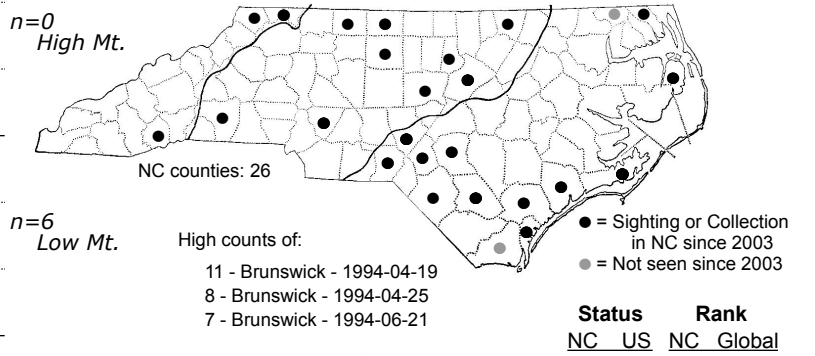 n=0
High Mt.
NC counties: 26
n=6
Low Mt.
High counts of:
11 - Brunswick - 1994-04-19
8 - Brunswick - 1994-04-25
7 - Brunswick - 1994-06-21
= Sighting or Collection
in NC since 2003
= Not seen since 2003
Status Rank
NC US NC Global